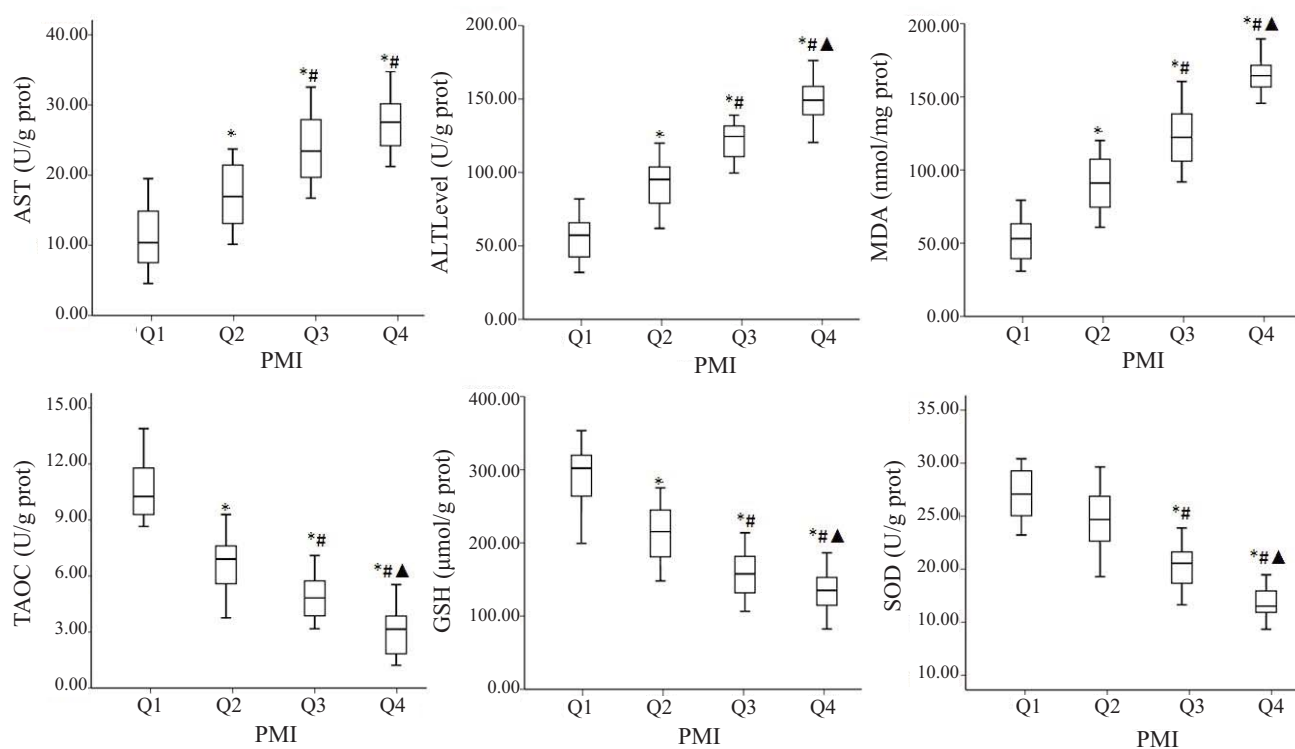 AST (U/g prot)
40.00
30.00
20.00
10.00
0.00
*
*#
*#
Q1 Q2 Q3 Q4
PMI
ALTLevel (U/g prot)
200.00
150.00
100.00
50.00
0.00
*
*#
*#▲
Q1 Q2 Q3 Q4
PMI
MDA (nmol/mg prot)
200.00
150.00
100.00
50.00
0.00
*
*#
*#▲
Q1 Q2 Q3 Q4
PMI
TAOC (U/g prot)
15.00
12.00
9.00
6.00
3.00
0.00
*
*#
*#▲
Q1 Q2 Q3 Q4
PMI
GSH (μmol/g prot)
400.00
300.00
200.00
100.00
0.00
*
*#
*#▲
Q1 Q2 Q3 Q4
PMI
SOD (U/g prot)
35.00
30.00
25.00
20.00
10.00
10.00
*#
*#▲
Q1 Q2 Q3 Q4
PMI